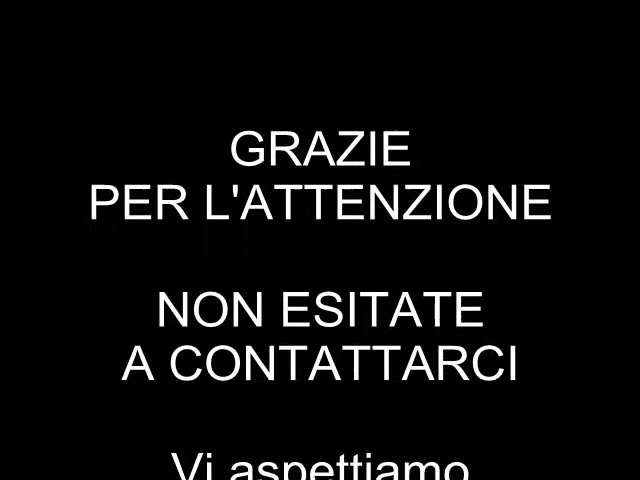 GRAZIE
PER L'ATTENZIONE
NON ESITATE
A CONTATTARCI
Vi aspettiamo